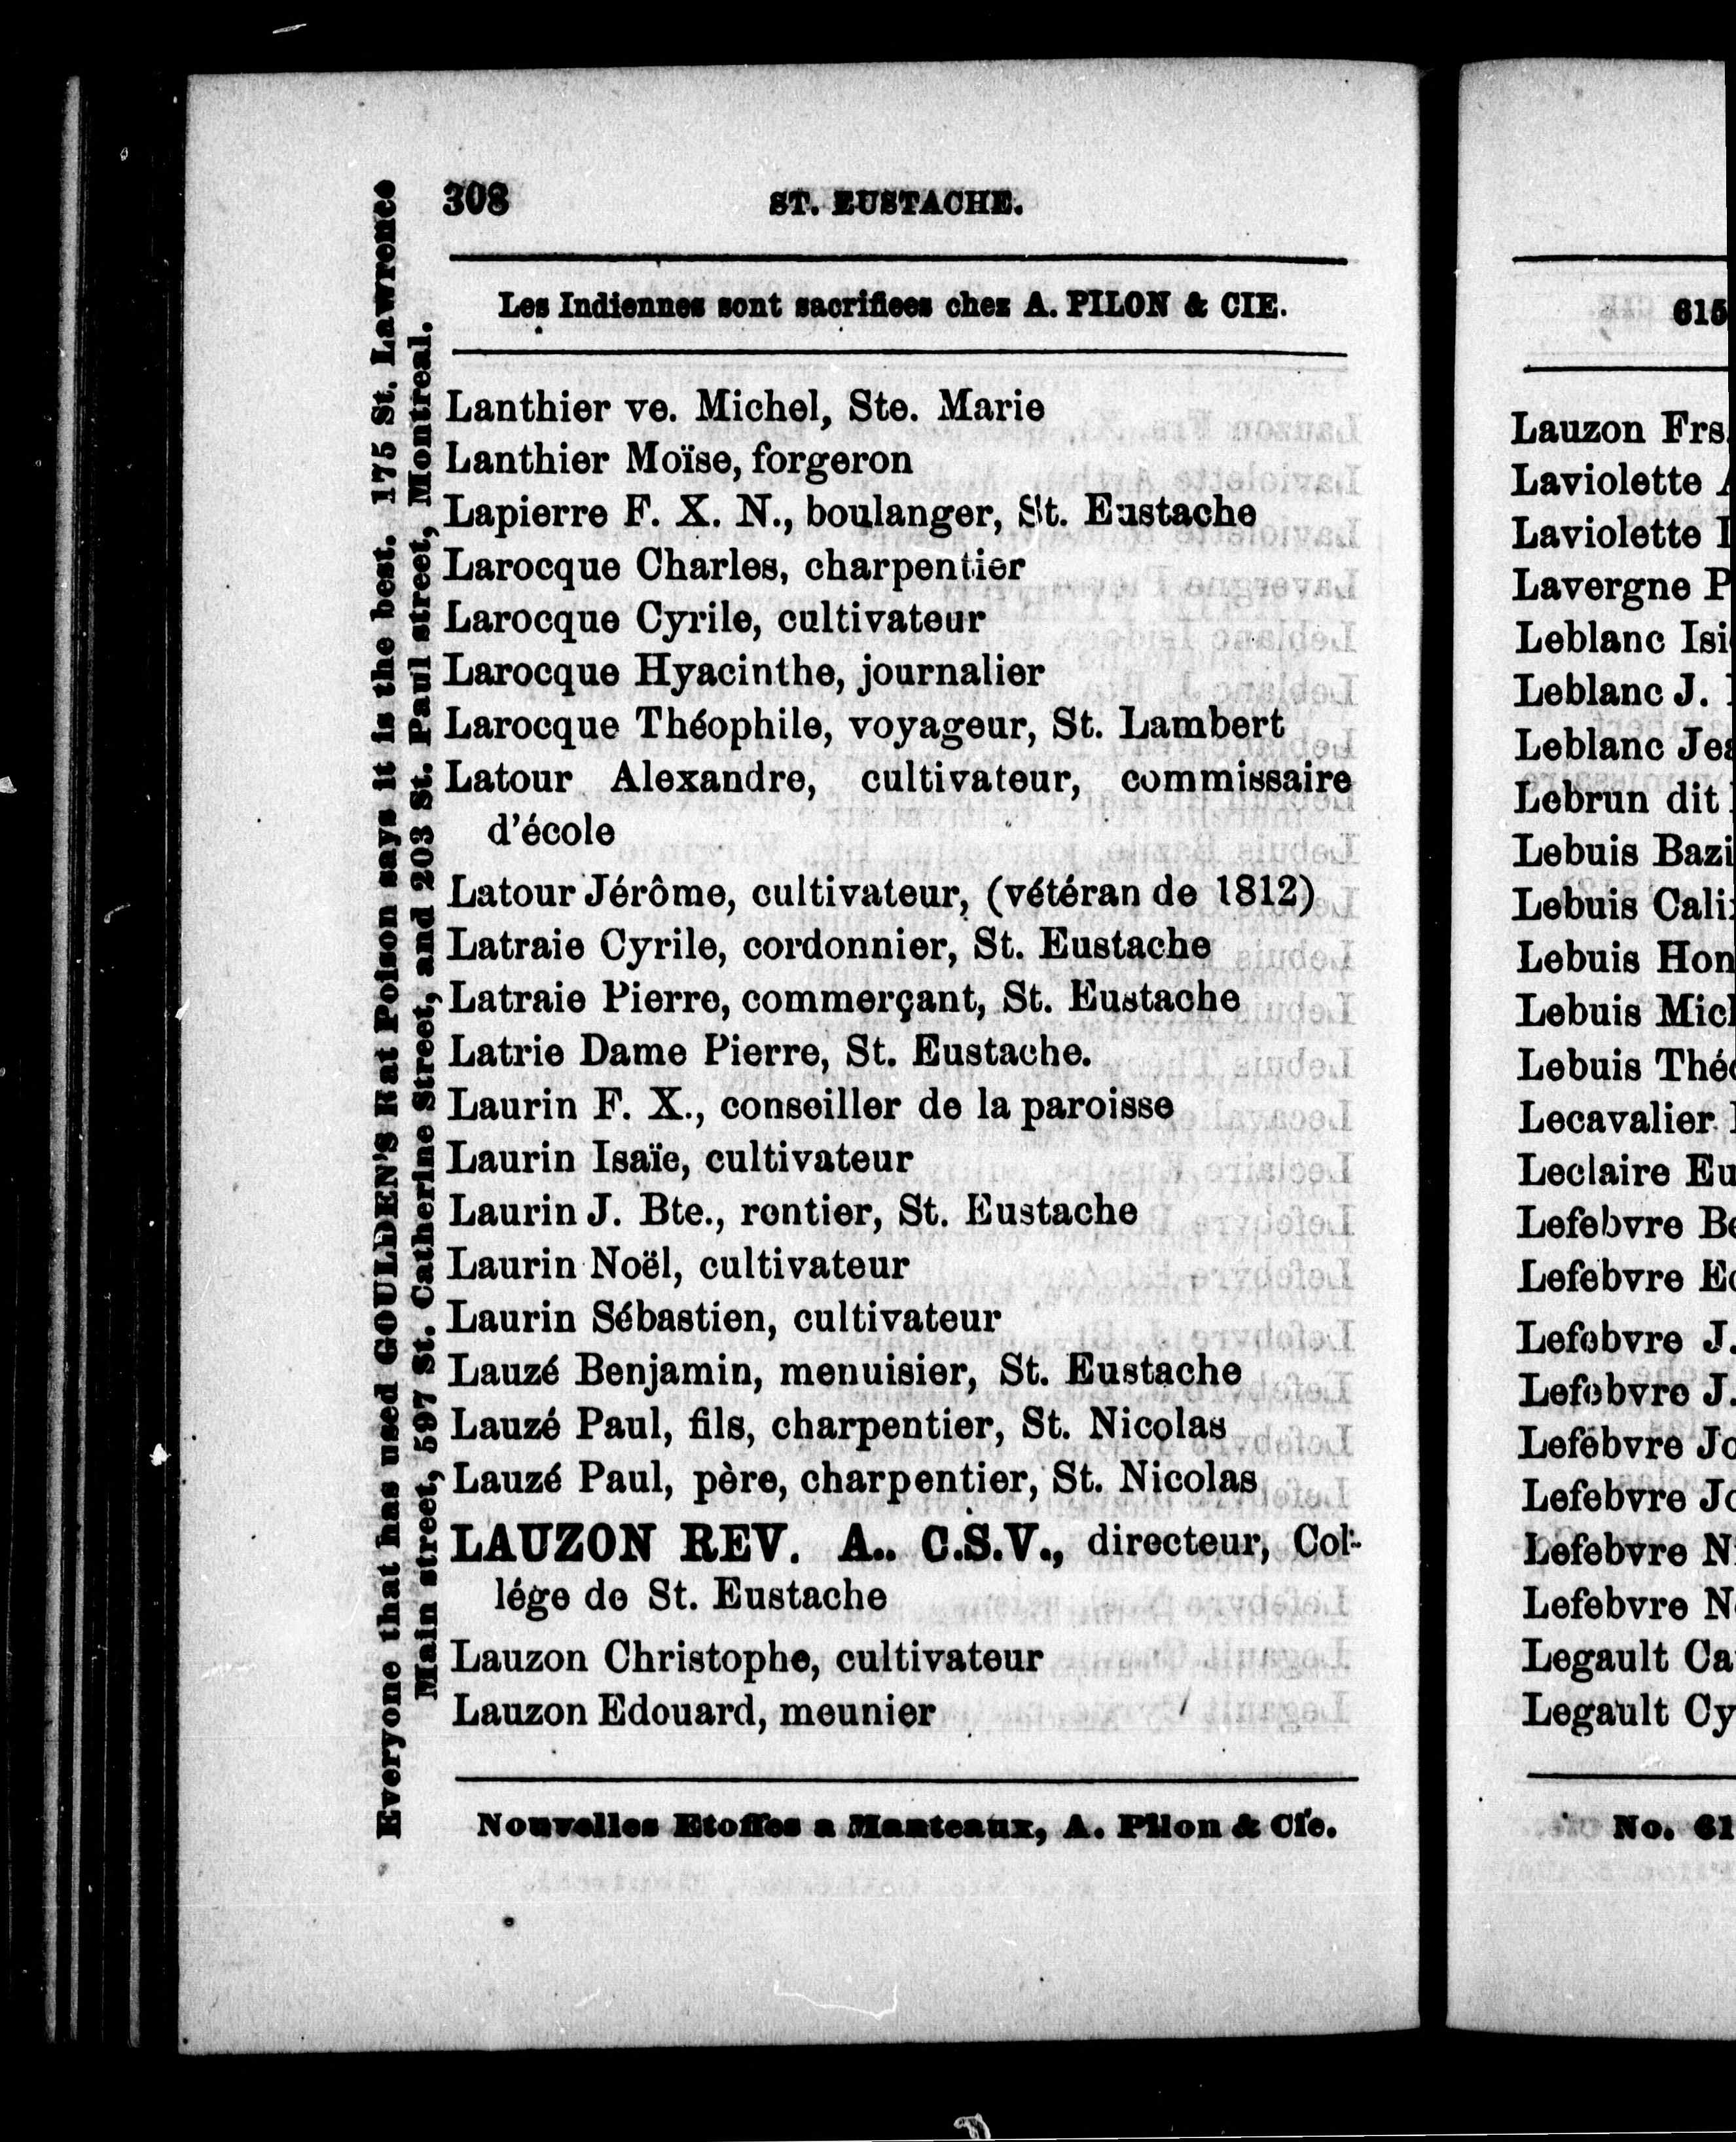 308 ST. EUSTACHE.
Les Indiennes sont sacrifiees chez A. PILON & CIE.
Everyone that has used GOULDEN'S Rat Poison says it is the best. 175 St. Lawrence
Main street, 597 St. Catherine Street, and 203 St. Paul street, Montreal.
Lanthier ve. Michel, Ste. Marie
Lanthier Moïse, forgeron
Lapierre F. X. N., boulanger, St. Eustache
Larocque Charles, charpentier
Larocque Cyrile, cultivateur
Larocque Hyacinthe, journalier
Larocque Théophile, voyageur, St. Lambert
Latour Alexandre, cultivateur, commissaire
d'école
Latour Jérôme, cultivateur, (vétéran de 1812)
Latraie Cyrile, cordonnier, St. Eustache
Latraie Pierre, commerçant, St. Eustache
Latrie Dame Pierre, St. Eustache.
Laurin F. X., conseiller de la paroisse
Laurin Isaïe, cultivateur
Laurin J. Bte., rentier, St. Eustache
Laurin Noël, cultivateur
Laurin Sébastien, cultivateur
Lauzé Benjamin, menuisier, St. Eustache
Lauzé Paul, fils, charpentier, St. Nicolas
Lauzé Paul, père, charpentier, St. Nicolas
LAUZON REV. A.. C.S.V., directeur, Col-
lége de St. Eustache
Lauzon Christophe, cultivateur
Lauzon Edouard, meunier
Nouvelles Etoffes a Manteaux, A. Pilon & Cie.
615
Lauzon Frs.
Laviolette
Laviolette
Lavergne
Leblanc
Leblanc J.
Leblanc
Lebrun dit
Lebuis
Lebuis
Lebuis
Lebuis
Lebuis
Lecavalier
Leclaire
Lefebvre
Lefebvre
Lefebvre J.
Lefebvre J.
Lefebvre
Lefebvre
Lefebvre
Lefebvre
Legault
Legault
No. 61